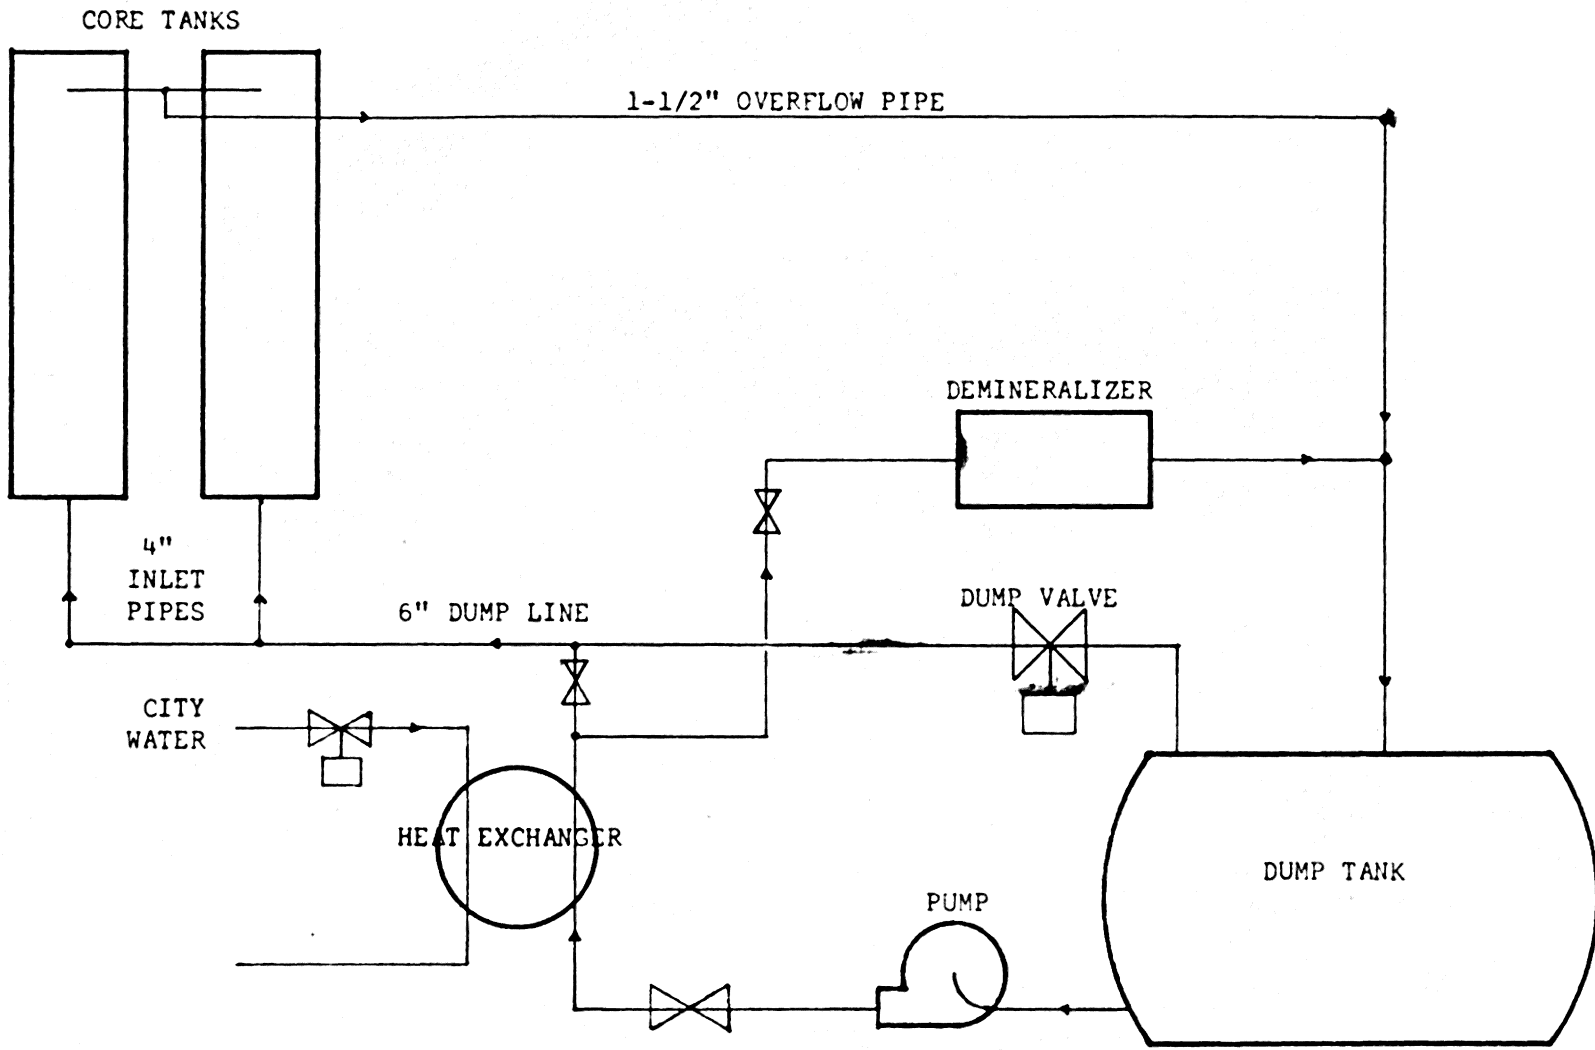 CORE TANKS
1-1/2" OVERFLOW PIPE
DEMINERALIZER
4"
INLET
PIPES
6" DUMP LINE
DUMP VALVE
CITY
WATER
HEAT EXCHANGER
DUMP TANK
PUMP